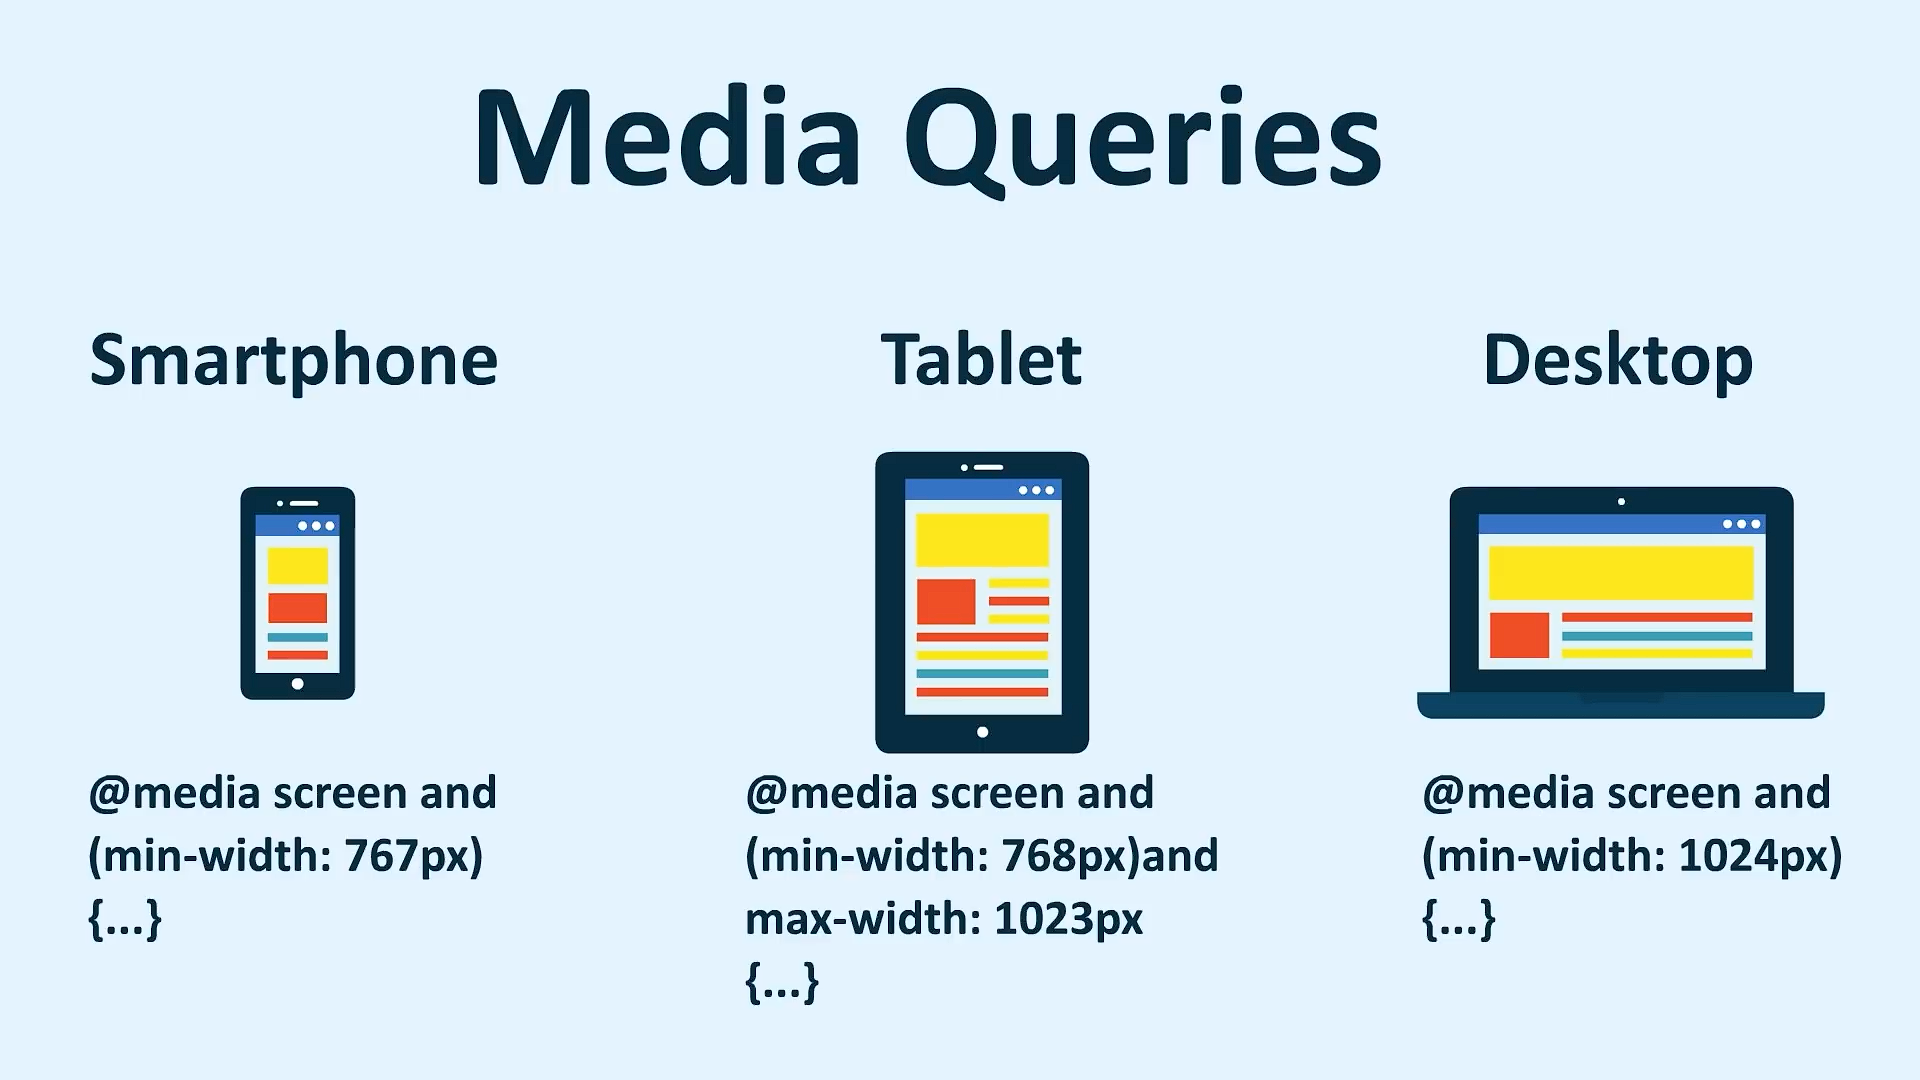 Media Queries
Smartphone
Tablet
Desktop
@media screen and
(min-width: 767px)
{...}
@media screen and
(min-width: 768px)and
max-width: 1023px
{...}
@media screen and
(min-width: 1024px)
{...}